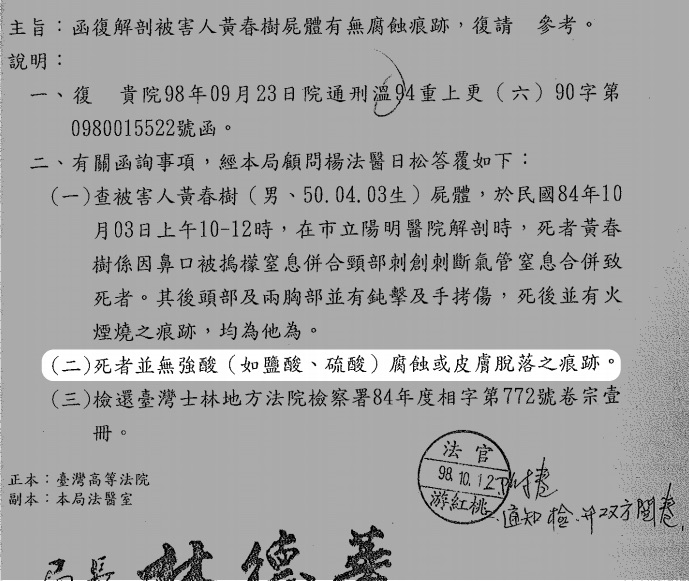 主旨：函復解剖被害人黃春樹屍體有無腐蝕痕跡，復請　參考。
說明：
一、復　貴院98年09月23日院通刑溫94重上更（六）90字第
0980015522號函。
二、有關函詢事項，經本局顧問楊法醫日松答覆如下：
（一）查被害人黃春樹（男、50.04.03生）屍體，於民國84年10
月03日上午10-12時，在市立陽明醫院解剖時，死者黃春
樹係因鼻口被摀檬窒息併合頸部刺創刺斷氣管窒息合併致
死者。其後頭部及兩胸部並有鈍擊及手拷傷，死後並有火
煙燒之痕跡，均為他為。
（二）死者並無強酸（如鹽酸、硫酸）腐蝕或皮膚脫落之痕跡。
（三）檢還臺灣士林地方法院檢察署84年度相字第772號卷宗壹
冊。
正本：臺灣高等法院
副本：本局法醫室
法官
98.10.12
游紅桃
附卷
通知檢、并双方閱卷.
局長 林德華